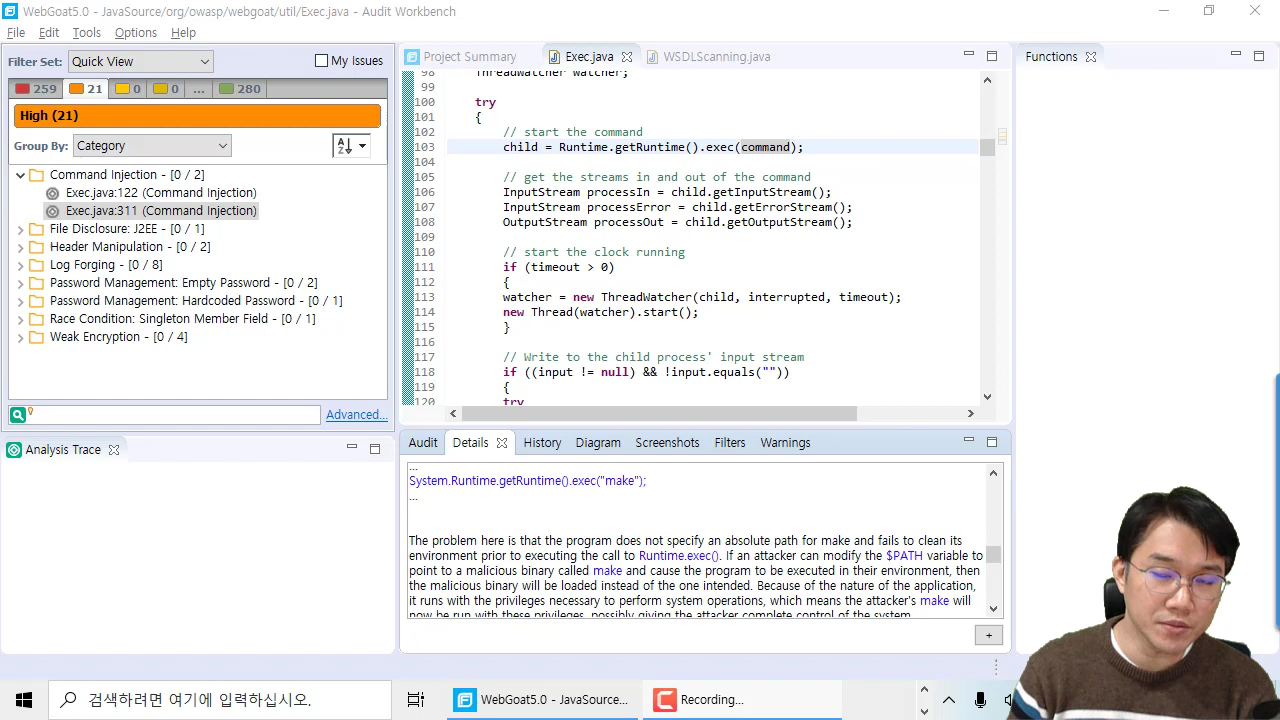 WebGoat5.0 - JavaSource/org/owasp/webgoat/util/Exec.java - Audit Workbench
File Edit Tools Options Help
Filter Set: Quick View My Issues
259 21 0 0 ... 280
High (21)
Group By: Category
Command Injection - [0 / 2]
Exec.java:122 (Command Injection)
Exec.java:311 (Command Injection)
File Disclosure: J2EE - [0 / 1]
Header Manipulation - [0 / 2]
Log Forging - [0 / 8]
Password Management: Empty Password - [0 / 2]
Password Management: Hardcoded Password - [0 / 1]
Race Condition: Singleton Member Field - [0 / 1]
Weak Encryption - [0 / 4]
Advanced...
Analysis Trace
Project Summary Exec.java WSDLScanning.java
98 ThreadWatcher watcher;
99
100 try
101 {
102 // start the command
103 child = Runtime.getRuntime().exec(command);
104
105 // get the streams in and out of the command
106 InputStream processIn = child.getInputStream();
107 InputStream processError = child.getErrorStream();
108 OutputStream processOut = child.getOutputStream();
109
110 // start the clock running
111 if (timeout > 0)
112 {
113 watcher = new ThreadWatcher(child, interrupted, timeout);
114 new Thread(watcher).start();
115 }
116
117 // Write to the child process' input stream
118 if ((input != null) && !input.equals(""))
119 {
120 try
Functions
Audit Details History Diagram Screenshots Filters Warnings
...
System.Runtime.getRuntime().exec("make");
...
The problem here is that the program does not specify an absolute path for make and fails to clean its
environment prior to executing the call to Runtime.exec(). If an attacker can modify the $PATH variable to
point to a malicious binary called make and cause the program to be executed in their environment, then
the malicious binary will be loaded instead of the one intended. Because of the nature of the application,
it runs with the privileges necessary to perform system operations, which means the attacker's make will
now be run with these privileges, possibly giving the attacker complete control of the system.
+
검색하려면 여기에 입력하십시오.
WebGoat5.0 - JavaSource...
Recording...